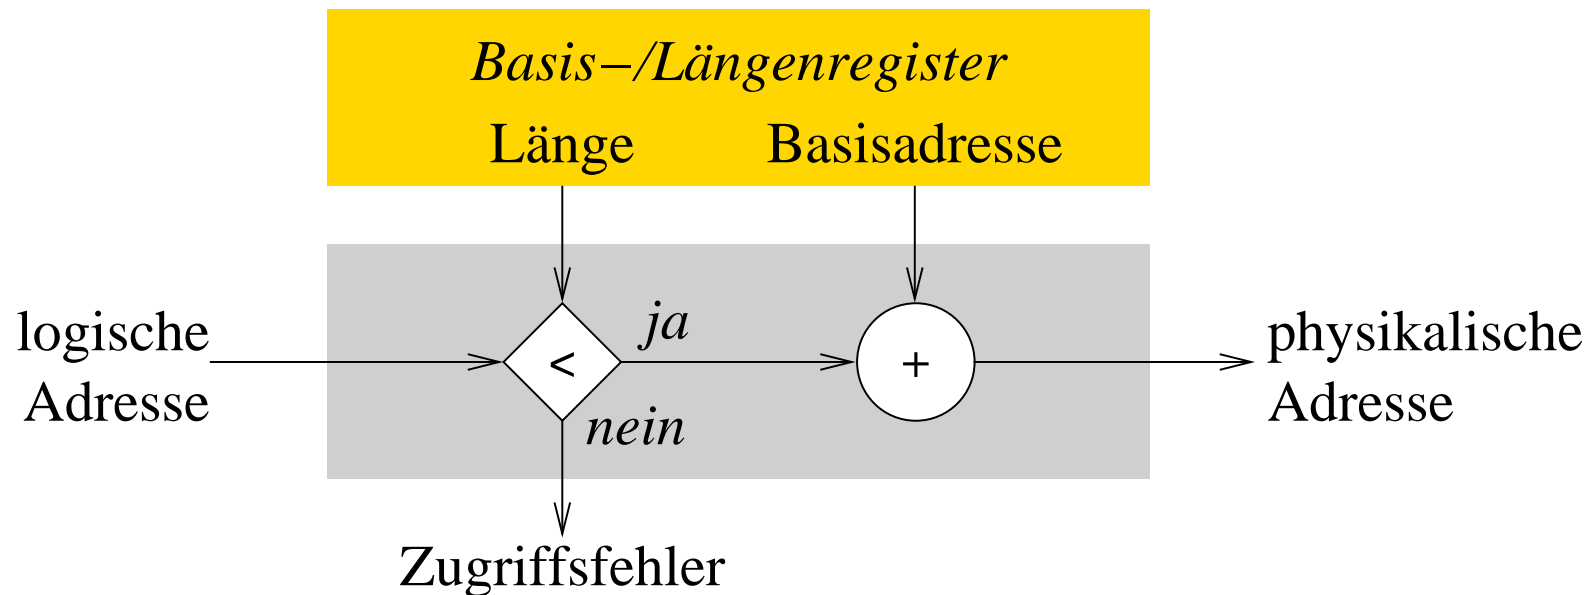 Basis−/Längenregister
Länge Basisadresse
logische
Adresse
<
ja
nein
+
physikalische
Adresse
Zugriffsfehler